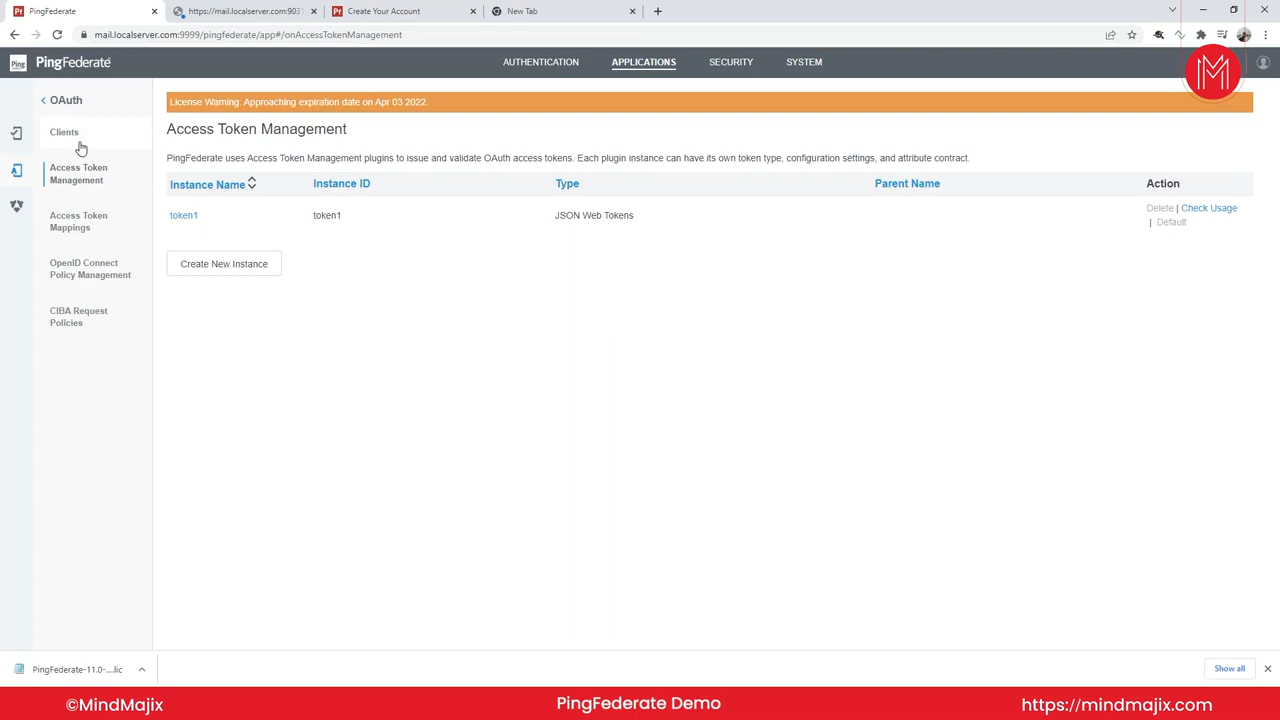 PingFederate
https://mail.localserver.com:9031
Create Your Account
New Tab
mail.localserver.com:9999/pingfederate/app#/onAccessTokenManagement
Ping
PingFederate
AUTHENTICATION
APPLICATIONS
SECURITY
SYSTEM
M
OAuth
Clients
Access Token
Management
Access Token
Mappings
OpenID Connect
Policy Management
CIBA Request
Policies
License Warning: Approaching expiration date on Apr 03 2022.
Access Token Management
PingFederate uses Access Token Management plugins to issue and validate OAuth access tokens. Each plugin instance can have its own token type, configuration settings, and attribute contract.
Instance Name Instance ID Type Parent Name Action
token1 token1 JSON Web Tokens Delete | Check Usage
| Default
Create New Instance
PingFederate-11.0-....lic
Show all
©MindMajix
PingFederate Demo
https://mindmajix.com